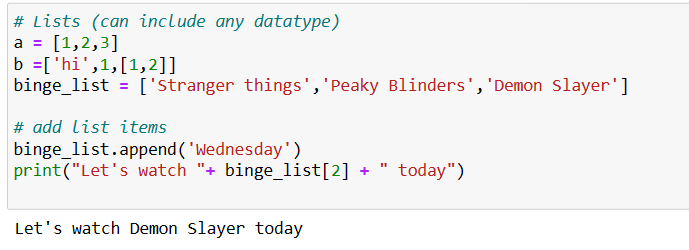 # Lists (can include any datatype)
a = [1,2,3]
b =['hi',1,[1,2]]
binge_list = ['Stranger things','Peaky Blinders','Demon Slayer']
# add list items
binge_list.append('Wednesday')
print("Let's watch "+ binge_list[2] + " today")
Let's watch Demon Slayer today